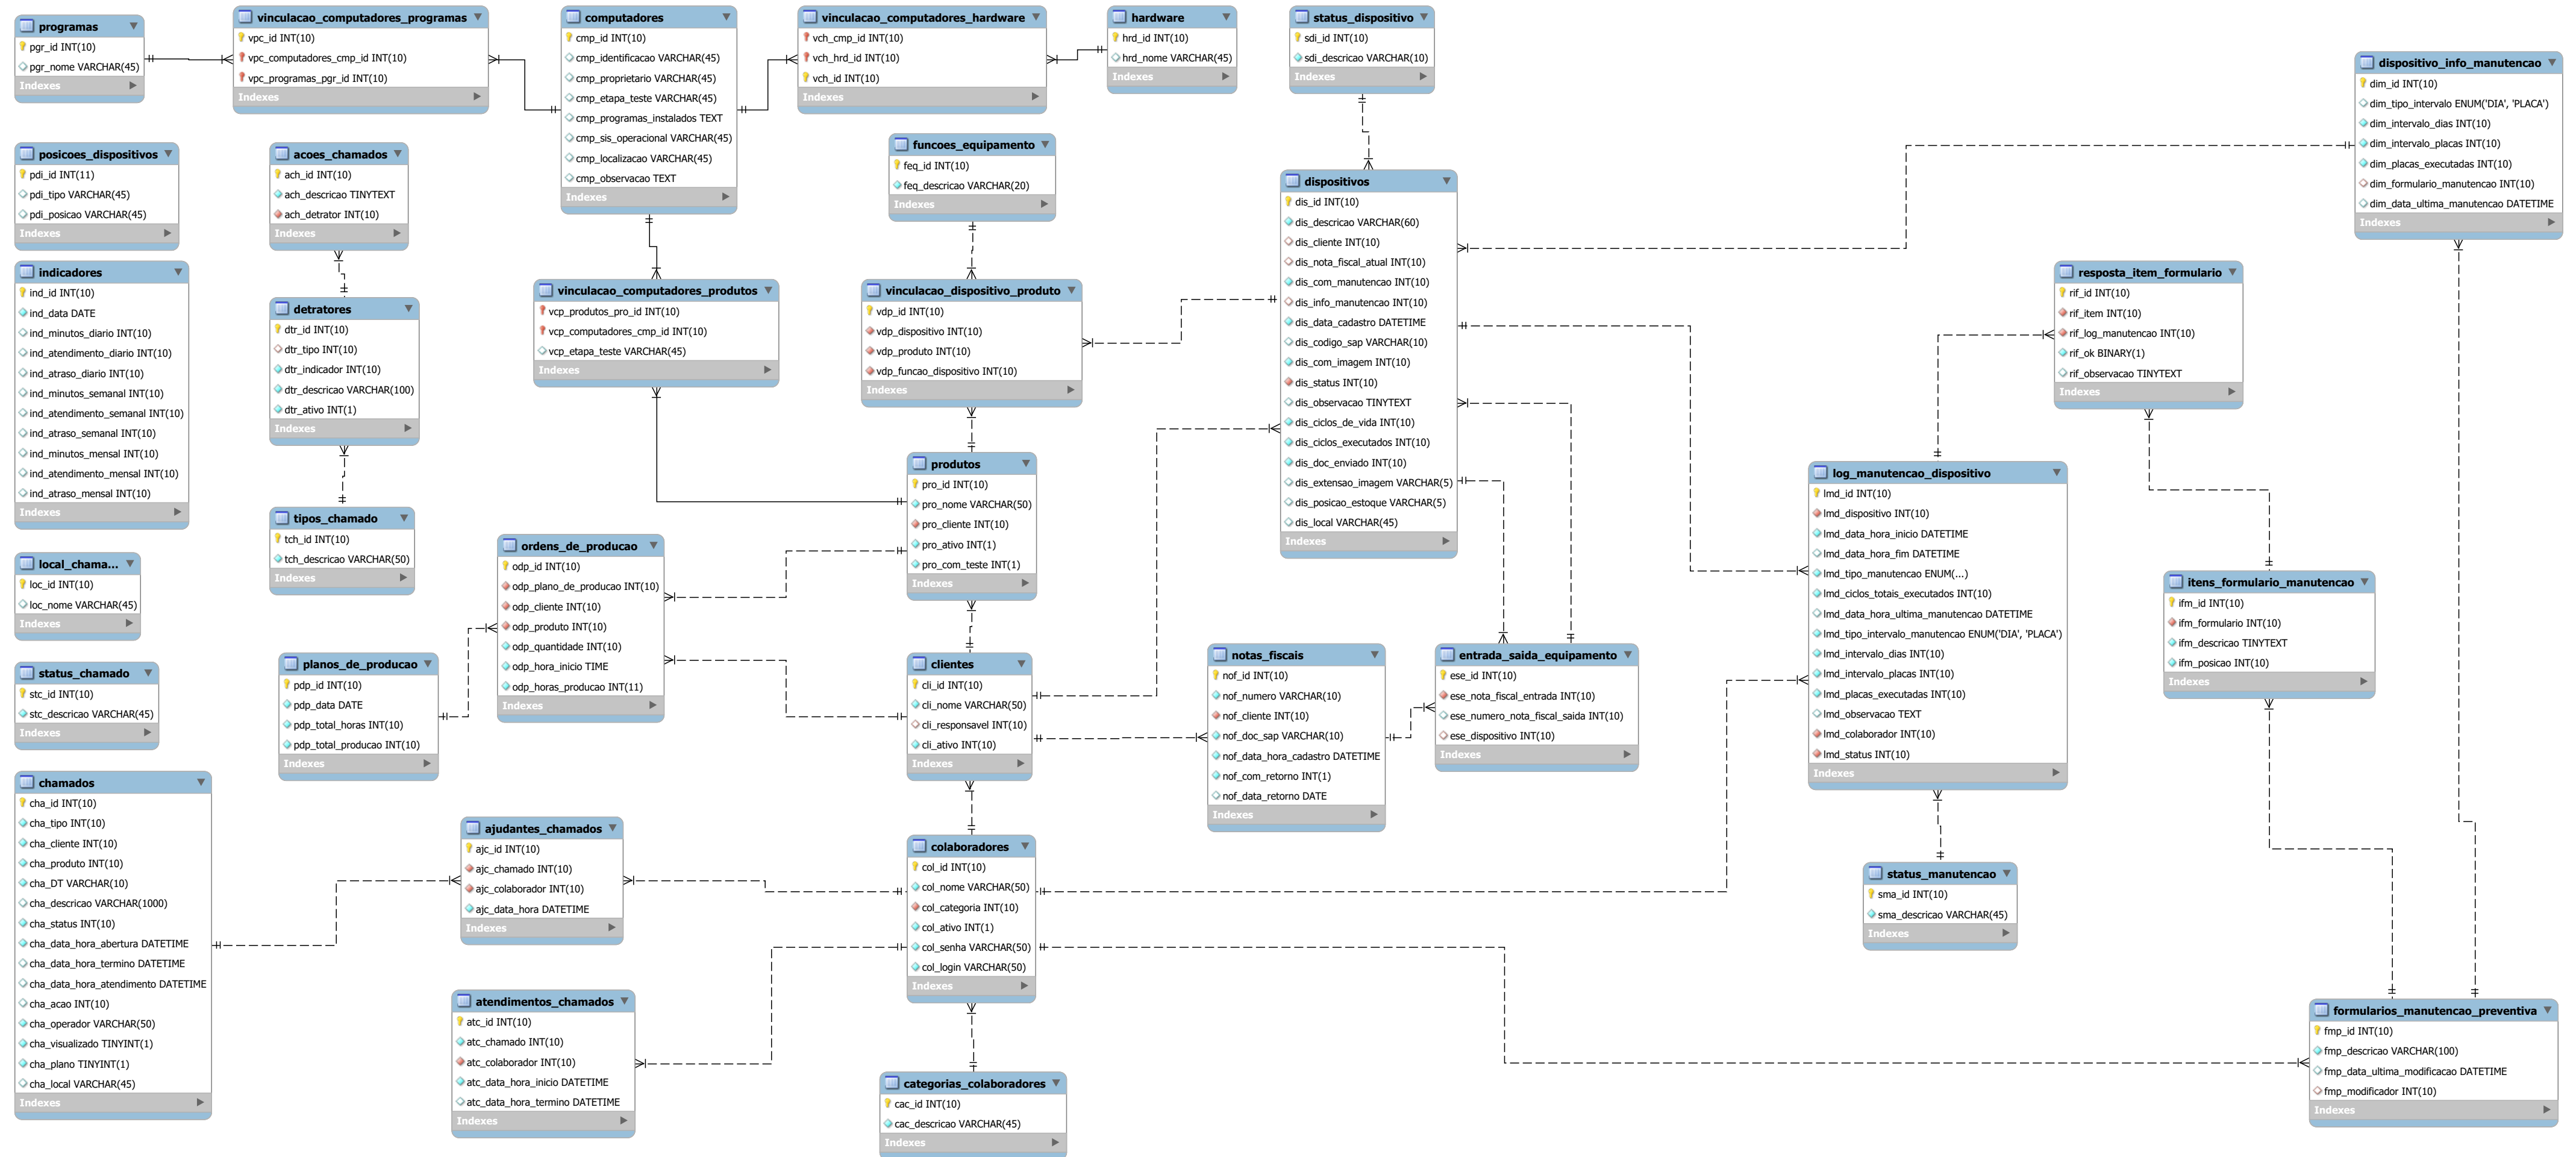 programas
pgr_id INT(10)
pgr_nome VARCHAR(45)
Indexes
vinculacao_computadores_programas
vpc_id INT(10)
vpc_computadores_cmp_id INT(10)
vpc_programas_pgr_id INT(10)
Indexes
computadores
cmp_id INT(10)
cmp_identificacao VARCHAR(45)
cmp_proprietario VARCHAR(45)
cmp_etapa_teste VARCHAR(45)
cmp_programas_instalados TEXT
cmp_sis_operacional VARCHAR(45)
cmp_localizacao VARCHAR(45)
cmp_observacao TEXT
Indexes
vinculacao_computadores_hardware
vch_cmp_id INT(10)
vch_hrd_id INT(10)
vch_id INT(10)
Indexes
hardware
hrd_id INT(10)
hrd_nome VARCHAR(45)
Indexes
status_dispositivo
sdi_id INT(10)
sdi_descricao VARCHAR(10)
Indexes
dispositivo_info_manutencao
dim_id INT(10)
dim_tipo_intervalo ENUM('DIA', 'PLACA')
dim_intervalo_dias INT(10)
dim_intervalo_placas INT(10)
dim_placas_executadas INT(10)
dim_formulario_manutencao INT(10)
dim_data_ultima_manutencao DATETIME
Indexes
posicoes_dispositivos
pdi_id INT(11)
pdi_tipo VARCHAR(45)
pdi_posicao VARCHAR(45)
Indexes
acoes_chamados
ach_id INT(10)
ach_descricao TINYTEXT
ach_detrator INT(10)
Indexes
funcoes_equipamento
feq_id INT(10)
feq_descricao VARCHAR(20)
Indexes
dispositivos
dis_id INT(10)
dis_descricao VARCHAR(60)
dis_cliente INT(10)
dis_nota_fiscal_atual INT(10)
dis_com_manutencao INT(10)
dis_info_manutencao INT(10)
dis_data_cadastro DATETIME
dis_codigo_sap VARCHAR(10)
dis_com_imagem INT(10)
dis_status INT(10)
dis_observacao TINYTEXT
dis_ciclos_de_vida INT(10)
dis_ciclos_executados INT(10)
dis_doc_enviado INT(10)
dis_extensao_imagem VARCHAR(5)
dis_posicao_estoque VARCHAR(5)
dis_local VARCHAR(45)
Indexes
indicadores
ind_id INT(10)
ind_data DATE
ind_minutos_diario INT(10)
ind_atendimento_diario INT(10)
ind_atraso_diario INT(10)
ind_minutos_semanal INT(10)
ind_atendimento_semanal INT(10)
ind_atraso_semanal INT(10)
ind_minutos_mensal INT(10)
ind_atendimento_mensal INT(10)
ind_atraso_mensal INT(10)
Indexes
detratores
dtr_id INT(10)
dtr_tipo INT(10)
dtr_indicador INT(10)
dtr_descricao VARCHAR(100)
dtr_ativo INT(1)
Indexes
vinculacao_computadores_produtos
vcp_produtos_pro_id INT(10)
vcp_computadores_cmp_id INT(10)
vcp_etapa_teste VARCHAR(45)
Indexes
vinculacao_dispositivo_produto
vdp_id INT(10)
vdp_dispositivo INT(10)
vdp_produto INT(10)
vdp_funcao_dispositivo INT(10)
Indexes
resposta_item_formulario
rif_id INT(10)
rif_item INT(10)
rif_log_manutencao INT(10)
rif_ok BINARY(1)
rif_observacao TINYTEXT
Indexes
produtos
pro_id INT(10)
pro_nome VARCHAR(50)
pro_cliente INT(10)
pro_ativo INT(1)
pro_com_teste INT(1)
Indexes
log_manutencao_dispositivo
lmd_id INT(10)
lmd_dispositivo INT(10)
lmd_data_hora_inicio DATETIME
lmd_data_hora_fim DATETIME
lmd_tipo_manutencao ENUM(...)
lmd_ciclos_totais_executados INT(10)
lmd_data_hora_ultima_manutencao DATETIME
lmd_tipo_intervalo_manutencao ENUM('DIA', 'PLACA')
lmd_intervalo_dias INT(10)
lmd_intervalo_placas INT(10)
lmd_placas_executadas INT(10)
lmd_observacao TEXT
lmd_colaborador INT(10)
lmd_status INT(10)
Indexes
tipos_chamado
tch_id INT(10)
tch_descricao VARCHAR(50)
Indexes
ordens_de_producao
odp_id INT(10)
odp_plano_de_producao INT(10)
odp_cliente INT(10)
odp_produto INT(10)
odp_quantidade INT(10)
odp_hora_inicio TIME
odp_horas_producao INT(11)
Indexes
local_chama...
loc_id INT(10)
loc_nome VARCHAR(45)
Indexes
itens_formulario_manutencao
ifm_id INT(10)
ifm_formulario INT(10)
ifm_descricao TINYTEXT
ifm_posicao INT(10)
Indexes
status_chamado
stc_id INT(10)
stc_descricao VARCHAR(45)
Indexes
planos_de_producao
pdp_id INT(10)
pdp_data DATE
pdp_total_horas INT(10)
pdp_total_producao INT(10)
Indexes
clientes
cli_id INT(10)
cli_nome VARCHAR(50)
cli_responsavel INT(10)
cli_ativo INT(10)
Indexes
notas_fiscais
nof_id INT(10)
nof_numero VARCHAR(10)
nof_cliente INT(10)
nof_doc_sap VARCHAR(10)
nof_data_hora_cadastro DATETIME
nof_com_retorno INT(1)
nof_data_retorno DATE
Indexes
entrada_saida_equipamento
ese_id INT(10)
ese_nota_fiscal_entrada INT(10)
ese_numero_nota_fiscal_saida INT(10)
ese_dispositivo INT(10)
Indexes
chamados
cha_id INT(10)
cha_tipo INT(10)
cha_cliente INT(10)
cha_produto INT(10)
cha_DT VARCHAR(10)
cha_descricao VARCHAR(1000)
cha_status INT(10)
cha_data_hora_abertura DATETIME
cha_data_hora_termino DATETIME
cha_data_hora_atendimento DATETIME
cha_acao INT(10)
cha_operador VARCHAR(50)
cha_visualizado TINYINT(1)
cha_plano TINYINT(1)
cha_local VARCHAR(45)
Indexes
ajudantes_chamados
ajc_id INT(10)
ajc_chamado INT(10)
ajc_colaborador INT(10)
ajc_data_hora DATETIME
Indexes
colaboradores
col_id INT(10)
col_nome VARCHAR(50)
col_categoria INT(10)
col_ativo INT(1)
col_senha VARCHAR(50)
col_login VARCHAR(50)
Indexes
status_manutencao
sma_id INT(10)
sma_descricao VARCHAR(45)
Indexes
atendimentos_chamados
atc_id INT(10)
atc_chamado INT(10)
atc_colaborador INT(10)
atc_data_hora_inicio DATETIME
atc_data_hora_termino DATETIME
Indexes
categorias_colaboradores
cac_id INT(10)
cac_descricao VARCHAR(45)
Indexes
formularios_manutencao_preventiva
fmp_id INT(10)
fmp_descricao VARCHAR(100)
fmp_data_ultima_modificacao DATETIME
fmp_modificador INT(10)
Indexes